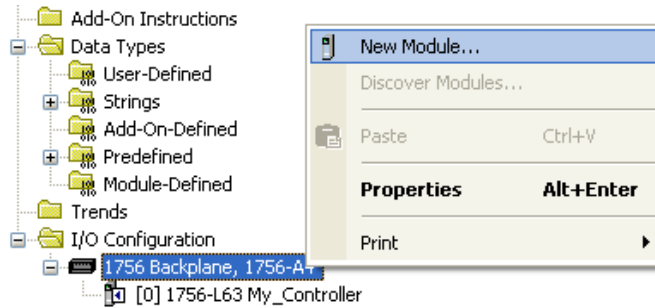 Add-On Instructions
Data Types
User-Defined
Strings
Add-On-Defined
Predefined
Module-Defined
Trends
I/O Configuration
1756 Backplane, 1756-A
[0] 1756-L63 My_Controller
New Module...
Discover Modules...
Paste Ctrl+V
Properties Alt+Enter
Print